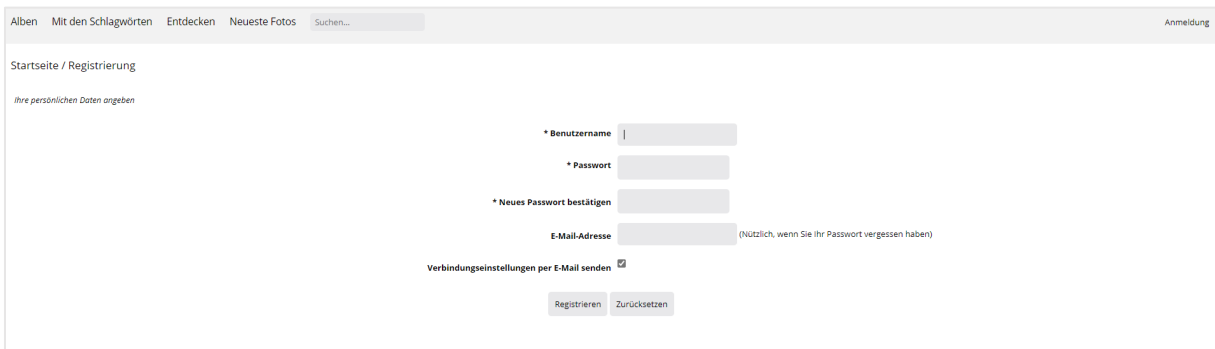 Alben Mit den Schlagwörten Entdecken Neueste Fotos Suchen... Anmeldung
Startseite / Registrierung
Ihre persönlichen Daten angeben
* Benutzername
* Passwort
* Neues Passwort bestätigen
E-Mail-Adresse (Nützlich, wenn Sie Ihr Passwort vergessen haben)
Verbindungseinstellungen per E-Mail senden
Registrieren Zurücksetzen